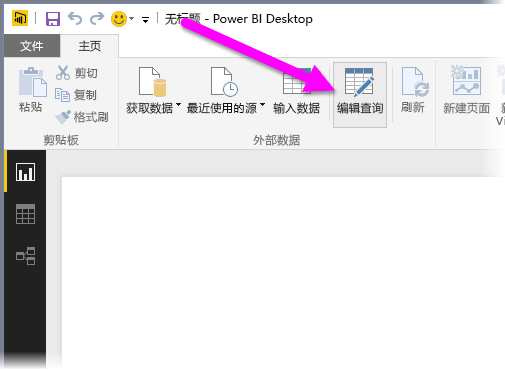 无标题 - Power BI Desktop
文件 主页
剪切
复制
格式刷
粘贴
获取数据 最近使用的源 输入数据 编辑查询 刷新 新建页面
剪贴板 外部数据